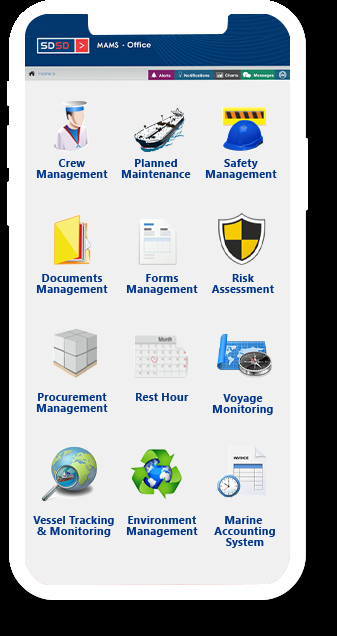 SDSD > MAMS - Office
Home >
Alerts Notifications Charts Messages
Crew
Management
Planned
Maintenance
Safety
Management
Documents
Management
Forms
Management
Risk
Assessment
Month
Procurement
Management
Rest Hour
Voyage
Monitoring
INVOICE
Vessel Tracking
& Monitoring
Environment
Management
Marine
Accounting
System